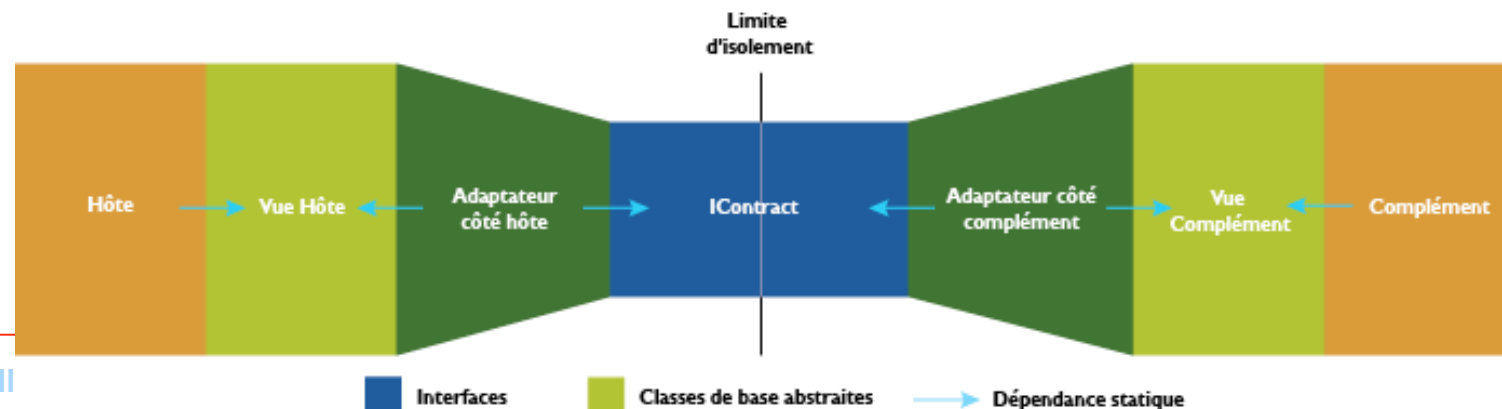 Limite
d'isolement
Hôte
Vue Hôte
Adaptateur
côté hôte
IContract
Adaptateur côté
complément
Vue
Complément
Complément
Interfaces
Classes de base abstraites
Dépendance statique